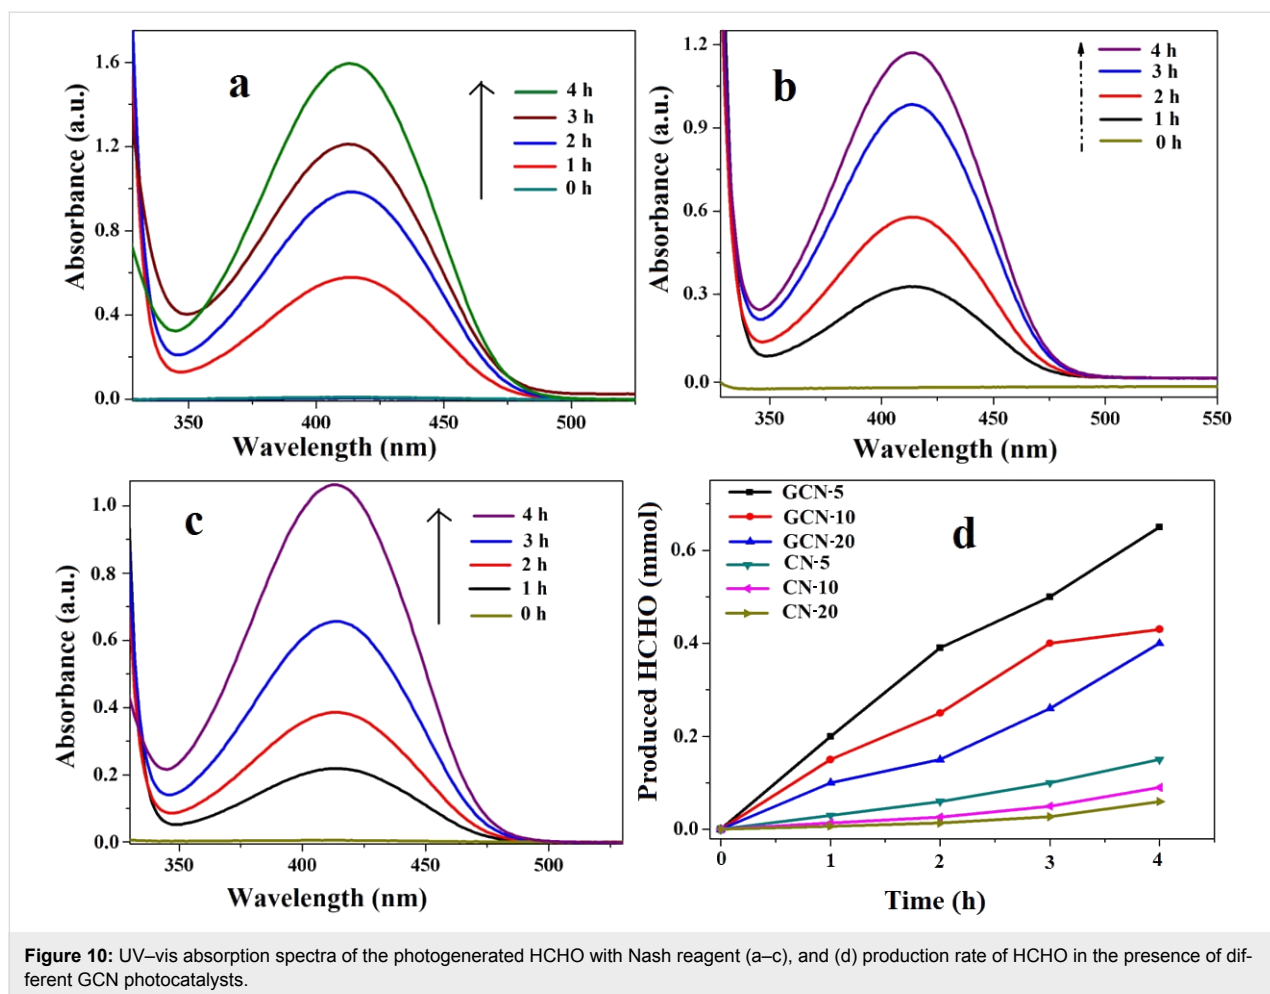 a
1.6
1.2
0.8
0.4
0.0
Absorbance (a.u.)
4 h
3 h
2 h
1 h
0 h
350
400
450
500
Wavelength (nm)
b
1.2
0.9
0.6
0.3
0.0
Absorbance (a.u.)
4 h
3 h
2 h
1 h
0 h
350
400
450
500
550
Wavelength (nm)
c
1.0
0.8
0.6
0.4
0.2
0.0
Absorbance (a.u.)
4 h
3 h
2 h
1 h
0 h
350
400
450
500
Wavelength (nm)
d
GCN-5
GCN-10
GCN-20
CN-5
CN-10
CN-20
0.6
0.4
0.2
0.0
Produced HCHO (mmol)
0
1
2
3
4
Time (h)
Figure 10: UV–vis absorption spectra of the photogenerated HCHO with Nash reagent (a–c), and (d) production rate of HCHO in the presence of dif-
ferent GCN photocatalysts.